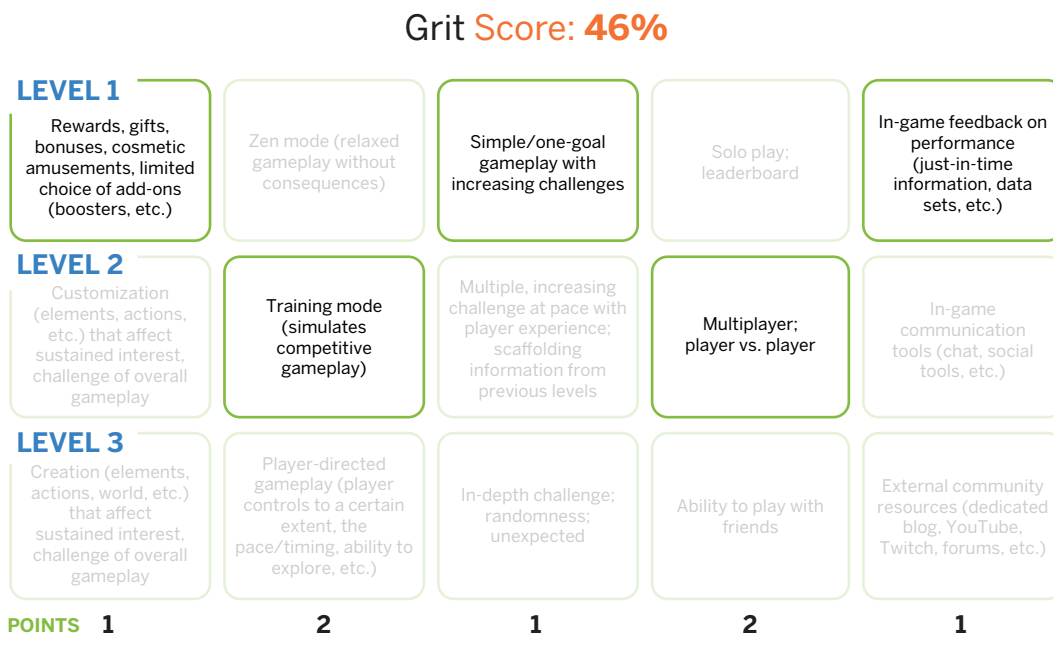 Grit Score: 46%
LEVEL 1
Rewards, gifts,
bonuses, cosmetic
amusements, limited
choice of add-ons
(boosters, etc.)
Zen mode (relaxed
gameplay without
consequences)
Simple/one-goal
gameplay with
increasing challenges
Solo play;
leaderboard
In-game feedback on
performance
(just-in-time
information, data
sets, etc.)
LEVEL 2
Customization
(elements, actions,
etc.) that affect
sustained interest,
challenge of overall
gameplay
Training mode
(simulates
competitive
gameplay)
Multiple, increasing
challenge at pace with
player experience;
scaffolding
information from
previous levels
Multiplayer;
player vs. player
In-game
communication
tools (chat, social
tools, etc.)
LEVEL 3
Creation (elements,
actions, world, etc.)
that affect
sustained interest,
challenge of overall
gameplay
Player-directed
gameplay (player
controls to a certain
extent, the
pace/timing, ability to
explore, etc.)
In-depth challenge;
randomness;
unexpected
Ability to play with
friends
External community
resources (dedicated
blog, YouTube,
Twitch, forums, etc.)
POINTS 1 2 1 2 1